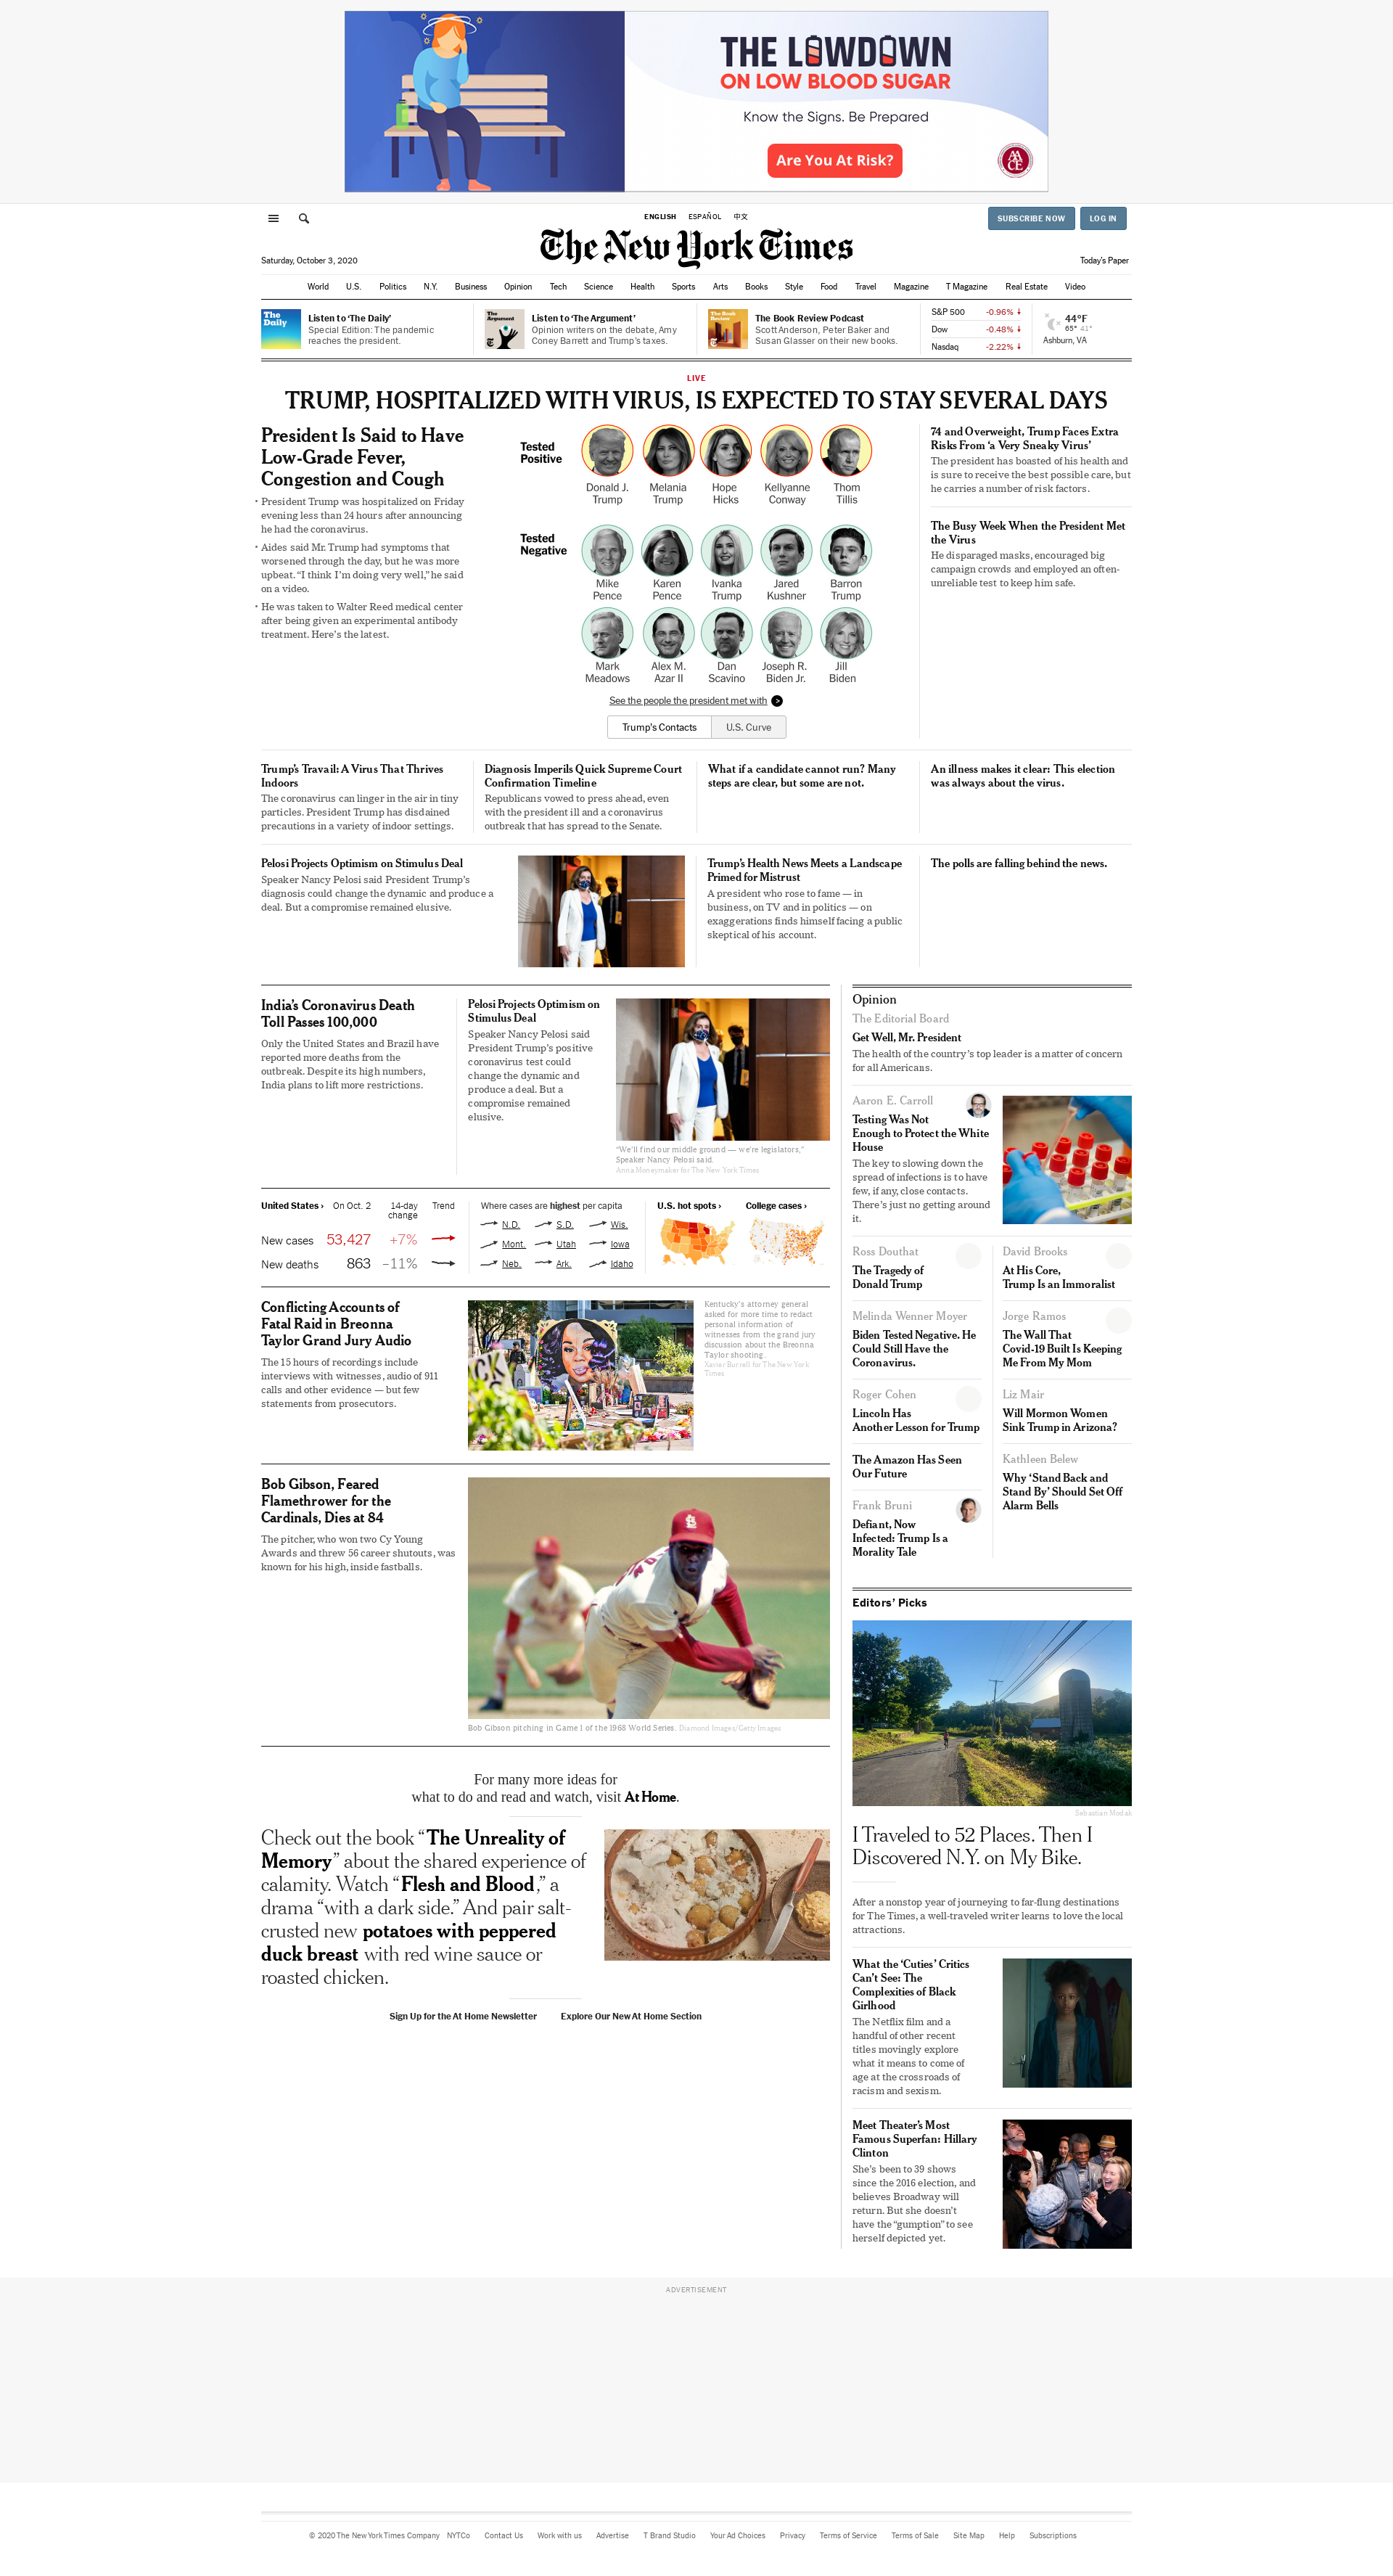 THE LOWDOWN
ON LOW BLOOD SUGAR
Know the Signs. Be Prepared
Are You At Risk?
AACE
ENGLISH
ESPAÑOL
中文
SUBSCRIBE NOW
LOG IN
The New York Times
Saturday, October 3, 2020
Today's Paper
World
U.S.
Politics
N.Y.
Business
Opinion
Tech
Science
Health
Sports
Arts
Books
Style
Food
Travel
Magazine
T Magazine
Real Estate
Video
The Daily
Listen to ‘The Daily’
Special Edition: The pandemic
reaches the president.
The Argument
Listen to ‘The Argument’
Opinion writers on the debate, Amy
Coney Barrett and Trump’s taxes.
The Book Review
The Book Review Podcast
Scott Anderson, Peter Baker and
Susan Glasser on their new books.
S&P 500 -0.96%
Dow -0.48%
Nasdaq -2.22%
44°F
65° 41°
Ashburn, VA
LIVE
TRUMP, HOSPITALIZED WITH VIRUS, IS EXPECTED TO STAY SEVERAL DAYS
President Is Said to Have
Low-Grade Fever,
Congestion and Cough
• President Trump was hospitalized on Friday
evening less than 24 hours after announcing
he had the coronavirus.
• Aides said Mr. Trump had symptoms that
worsened through the day, but he was more
upbeat. “I think I’m doing very well,” he said
on a video.
• He was taken to Walter Reed medical center
after being given an experimental antibody
treatment. Here’s the latest.
Tested
Positive
Donald J.
Trump
Melania
Trump
Hope
Hicks
Kellyanne
Conway
Thom
Tillis
Tested
Negative
Mike
Pence
Karen
Pence
Ivanka
Trump
Jared
Kushner
Barron
Trump
Mark
Meadows
Alex M.
Azar II
Dan
Scavino
Joseph R.
Biden Jr.
Jill
Biden
See the people the president met with >
Trump's Contacts
U.S. Curve
74 and Overweight, Trump Faces Extra
Risks From ‘a Very Sneaky Virus’
The president has boasted of his health and
is sure to receive the best possible care, but
he carries a number of risk factors.
The Busy Week When the President Met
the Virus
He disparaged masks, encouraged big
campaign crowds and employed an often-
unreliable test to keep him safe.
Trump’s Travail: A Virus That Thrives
Indoors
The coronavirus can linger in the air in tiny
particles. President Trump has disdained
precautions in a variety of indoor settings.
Diagnosis Imperils Quick Supreme Court
Confirmation Timeline
Republicans vowed to press ahead, even
with the president ill and a coronavirus
outbreak that has spread to the Senate.
What if a candidate cannot run? Many
steps are clear, but some are not.
An illness makes it clear: This election
was always about the virus.
Pelosi Projects Optimism on Stimulus Deal
Speaker Nancy Pelosi said President Trump’s
diagnosis could change the dynamic and produce a
deal. But a compromise remained elusive.
Trump’s Health News Meets a Landscape
Primed for Mistrust
A president who rose to fame — in
business, on TV and in politics — on
exaggerations finds himself facing a public
skeptical of his account.
The polls are falling behind the news.
India’s Coronavirus Death
Toll Passes 100,000
Only the United States and Brazil have
reported more deaths from the
outbreak. Despite its high numbers,
India plans to lift more restrictions.
Pelosi Projects Optimism on
Stimulus Deal
Speaker Nancy Pelosi said
President Trump’s positive
coronavirus test could
change the dynamic and
produce a deal. But a
compromise remained
elusive.
“We’ll find our middle ground — we’re legislators,”
Speaker Nancy Pelosi said.
Anna Moneymaker for The New York Times
United States › On Oct. 2 14-day change Trend
New cases 53,427 +7%
New deaths 863 –11%
Where cases are highest per capita
N.D. S.D. Wis.
Mont. Utah Iowa
Neb. Ark. Idaho
U.S. hot spots ›
College cases ›
Conflicting Accounts of
Fatal Raid in Breonna
Taylor Grand Jury Audio
The 15 hours of recordings include
interviews with witnesses, audio of 911
calls and other evidence — but few
statements from prosecutors.
Kentucky’s attorney general
asked for more time to redact
personal information of
witnesses from the grand jury
discussion about the Breonna
Taylor shooting.
Xavier Burrell for The New York
Times
Bob Gibson, Feared
Flamethrower for the
Cardinals, Dies at 84
The pitcher, who won two Cy Young
Awards and threw 56 career shutouts, was
known for his high, inside fastballs.
Bob Gibson pitching in Game 1 of the 1968 World Series. Diamond Images/Getty Images
For many more ideas for
what to do and read and watch, visit At Home.
Check out the book “The Unreality of
Memory” about the shared experience of
calamity. Watch “Flesh and Blood,” a
drama “with a dark side.” And pair salt-
crusted new potatoes with peppered
duck breast with red wine sauce or
roasted chicken.
Sign Up for the At Home Newsletter
Explore Our New At Home Section
Opinion
The Editorial Board
Get Well, Mr. President
The health of the country’s top leader is a matter of concern
for all Americans.
Aaron E. Carroll
Testing Was Not
Enough to Protect the White
House
The key to slowing down the
spread of infections is to have
few, if any, close contacts.
There’s just no getting around
it.
Ross Douthat
The Tragedy of
Donald Trump
Melinda Wenner Moyer
Biden Tested Negative. He
Could Still Have the
Coronavirus.
Roger Cohen
Lincoln Has
Another Lesson for Trump
The Amazon Has Seen
Our Future
Frank Bruni
Defiant, Now
Infected: Trump Is a
Morality Tale
David Brooks
At His Core,
Trump Is an Immoralist
Jorge Ramos
The Wall That
Covid-19 Built Is Keeping
Me From My Mom
Liz Mair
Will Mormon Women
Sink Trump in Arizona?
Kathleen Belew
Why ‘Stand Back and
Stand By’ Should Set Off
Alarm Bells
Editors’ Picks
Sebastian Modak
I Traveled to 52 Places. Then I
Discovered N.Y. on My Bike.
After a nonstop year of journeying to far-flung destinations
for The Times, a well-traveled writer learns to love the local
attractions.
What the ‘Cuties’ Critics
Can’t See: The
Complexities of Black
Girlhood
The Netflix film and a
handful of other recent
titles movingly explore
what it means to come of
age at the crossroads of
racism and sexism.
Meet Theater’s Most
Famous Superfan: Hillary
Clinton
She’s been to 39 shows
since the 2016 election, and
believes Broadway will
return. But she doesn’t
have the “gumption” to see
herself depicted yet.
ADVERTISEMENT
© 2020 The New York Times Company
NYTCo
Contact Us
Work with us
Advertise
T Brand Studio
Your Ad Choices
Privacy
Terms of Service
Terms of Sale
Site Map
Help
Subscriptions